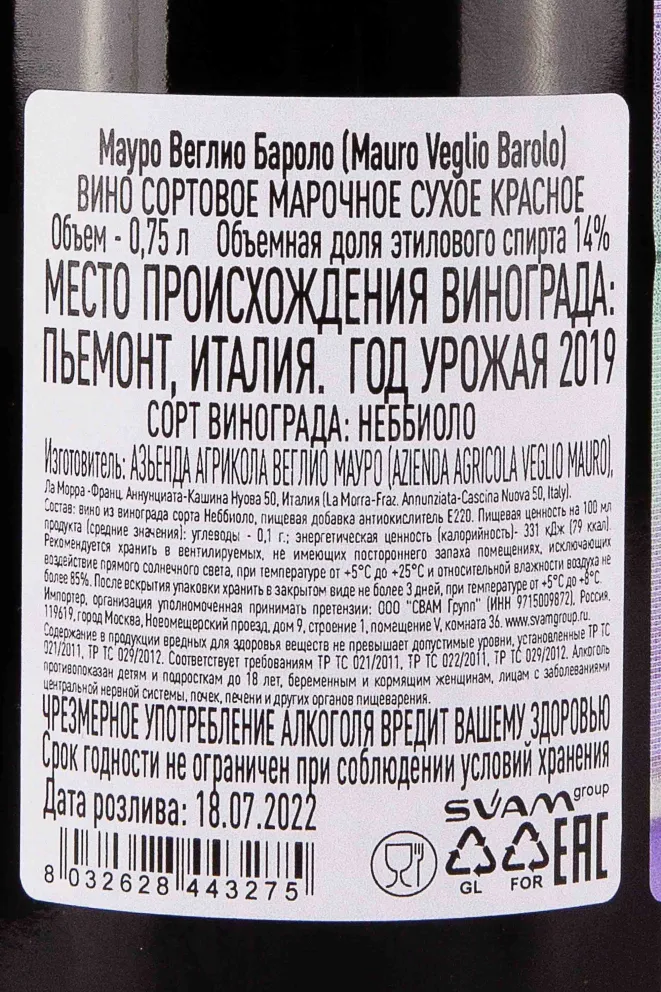 Мауро Веглио Бароло (Mauro Veglio Barolo)
ВИНО СОРТОВОЕ МАРОЧНОЕ СУХОЕ КРАСНОЕ
Объем - 0,75 л Объемная доля этилового спирта 14%
МЕСТО ПРОИСХОЖДЕНИЯ ВИНОГРАДА:
ПЬЕМОНТ, ИТАЛИЯ. ГОД УРОЖАЯ 2019
СОРТ ВИНОГРАДА: НЕББИОЛО
Изготовитель: АЗЬЕНДА АГРИКОЛА ВЕГЛИО МАУРО (AZIENDA AGRICOLA VEGLIO MAURO),
Ла Морра -Франц. Аннунциата-Кашина Нуова 50, Италия (La Morra-Fraz. Annunziata-Cascina Nuova 50, Italy).
Состав: вино из винограда сорта Неббиоло, пищевая добавка антиокислитель Е220. Пищевая ценность на 100 мл
продукта (средние значения): углеводы - 0,1 г.; энергетическая ценность (калорийность)- 331 кДж (79 ккал)
Рекомендуется хранить в вентилируемых, не имеющих постороннего запаха помещениях, исключающих
воздействие прямого солнечного света, при температуре от +5°С до +25°С и относительной влажности воздуха не
более 85%. После вскрытия упаковки хранить в закрытом виде не более 3 дней, при температуре от +5°С до +8°С.
Импортер, организация уполномоченная принимать претензии: ООО "СВАМ Групп" (ИНН 9715009872), Россия,
119619, город Москва, Новомещерский проезд, дом 9, строение 1, помещение V, комната 36. www.svamgroup.ru.
Содержание в продукции вредных для здоровья веществ не превышает допустимые уровни, установленные ТР ТС
021/2011, ТР ТС 029/2012. Соответствует требованиям ТР ТС 021/2011, ТР ТС 022/2011, ТР ТС 029/2012. Алкоголь
противопоказан детям и подросткам до 18 лет, беременным и кормящим женщинам, лицам с заболеваниями
центральной нервной системы, почек, печени и других органов пищеварения.
ЧРЕЗМЕРНОЕ УПОТРЕБЛЕНИЕ АЛКОГОЛЯ ВРЕДИТ ВАШЕМУ ЗДОРОВЬЮ
Срок годности не ограничен при соблюдении условий хранения
Дата розлива: 18.07.2022
SVAM group
8 032628 443275
GL FOR EAC